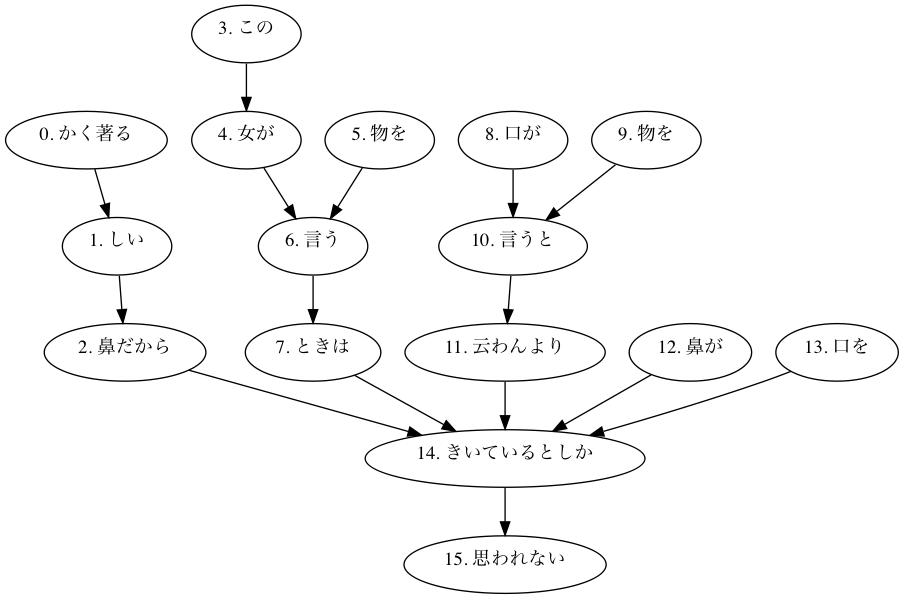 3. この
0. かく著る
4. 女が
5. 物を
8. 口が
9. 物を
1. しい
6. 言う
10. 言うと
2. 鼻だから
7. ときは
11. 云わんより
12. 鼻が
13. 口を
14. きいているとしか
15. 思われない